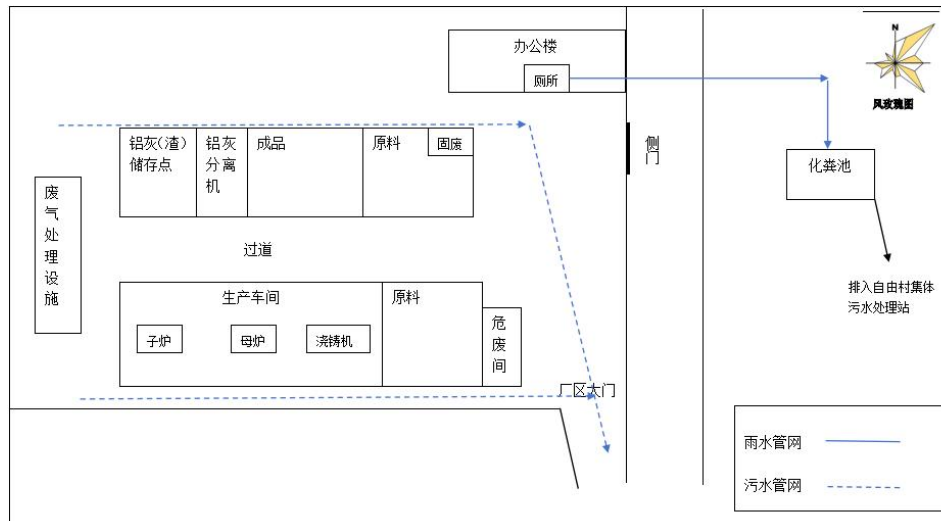 办公楼
厕所
N
风玫瑰图
铝灰（渣）
储存点
铝灰
分离
机
成品
原料
固废
侧
门
化粪池
废
气
处
理
设
施
过道
排入自由村集体
污水处理站
生产车间
原料
子炉
母炉
浇铸机
危
废
间
厂区大门
雨水管网
污水管网